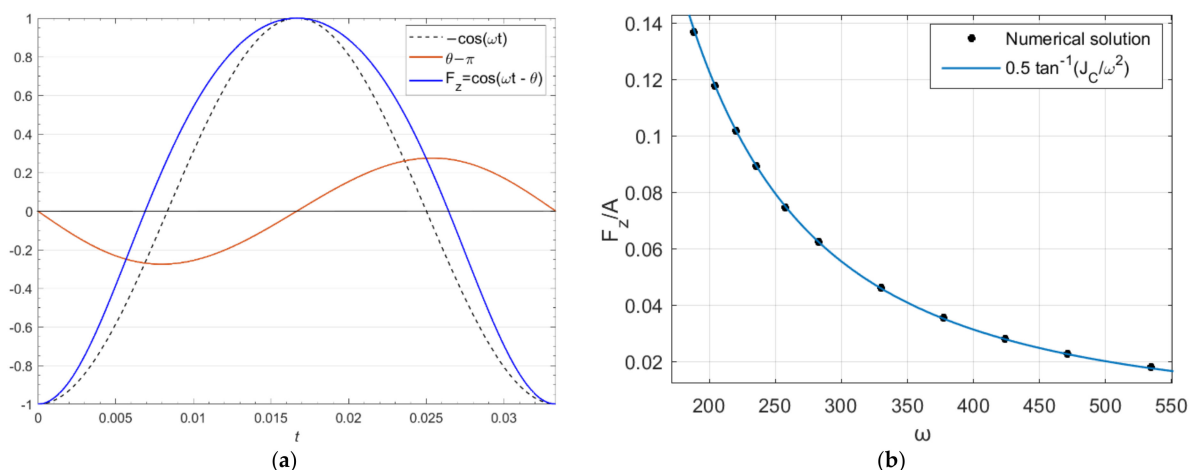 1
0.8
0.6
0.4
0.2
0
-0.2
-0.4
-0.6
-0.8
-1
0 0.005 0.01 0.015 0.02 0.025 0.03
t
−cos(ωt)
θ−π
F_z=cos(ωt - θ)
(a)
0.14
0.12
0.1
0.08
0.06
0.04
0.02
F_z/A
200 250 300 350 400 450 500 550
ω
Numerical solution
0.5 tan⁻¹(J_C/ω²)
(b)